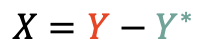 X = Y − Y*